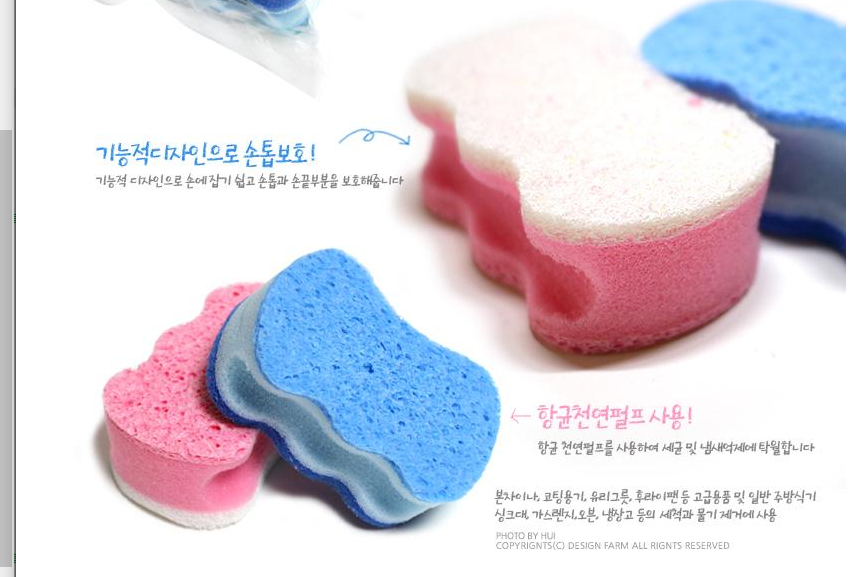 기능적디자인으로 손톱보호!
기능적 디자인으로 손에 잡기 쉽고 손톱과 손끝부분을 보호해줍니다
항균천연펄프 사용!
항균 천연펄프를 사용하여 세균 및 냄새억제에 탁월합니다
본차이나, 코팅용기, 유리그릇, 후라이팬 등 고급용품 및 일반 주방식기
싱크대, 가스렌지,오븐, 냉장고 등의 세척과 물기 제거에 사용
PHOTO BY HUI
COPYRIGNTS(C) DESIGN FARM ALL RIGNTS RESERVED